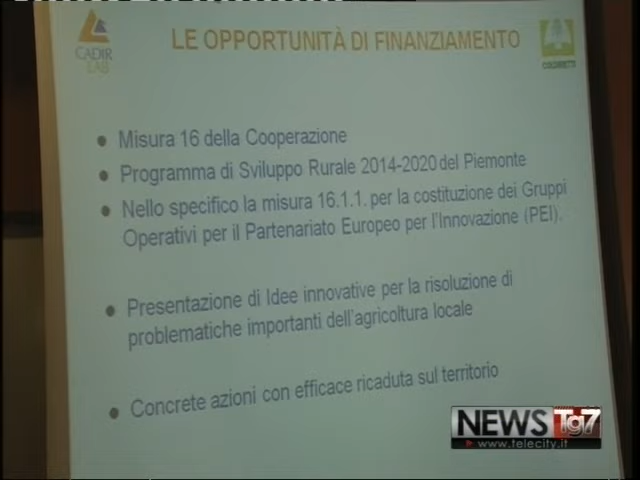 CADIR
LAB
LE OPPORTUNITÀ DI FINANZIAMENTO
COLDIRETTI
• Misura 16 della Cooperazione
• Programma di Sviluppo Rurale 2014-2020 del Piemonte
• Nello specifico la misura 16.1.1. per la costituzione dei Gruppi
Operativi per il Partenariato Europeo per l'Innovazione (PEI).
• Presentazione di Idee innovative per la risoluzione di
problematiche importanti dell'agricoltura locale
• Concrete azioni con efficace ricaduta sul territorio
NEWS Tg7
www.telecity.it